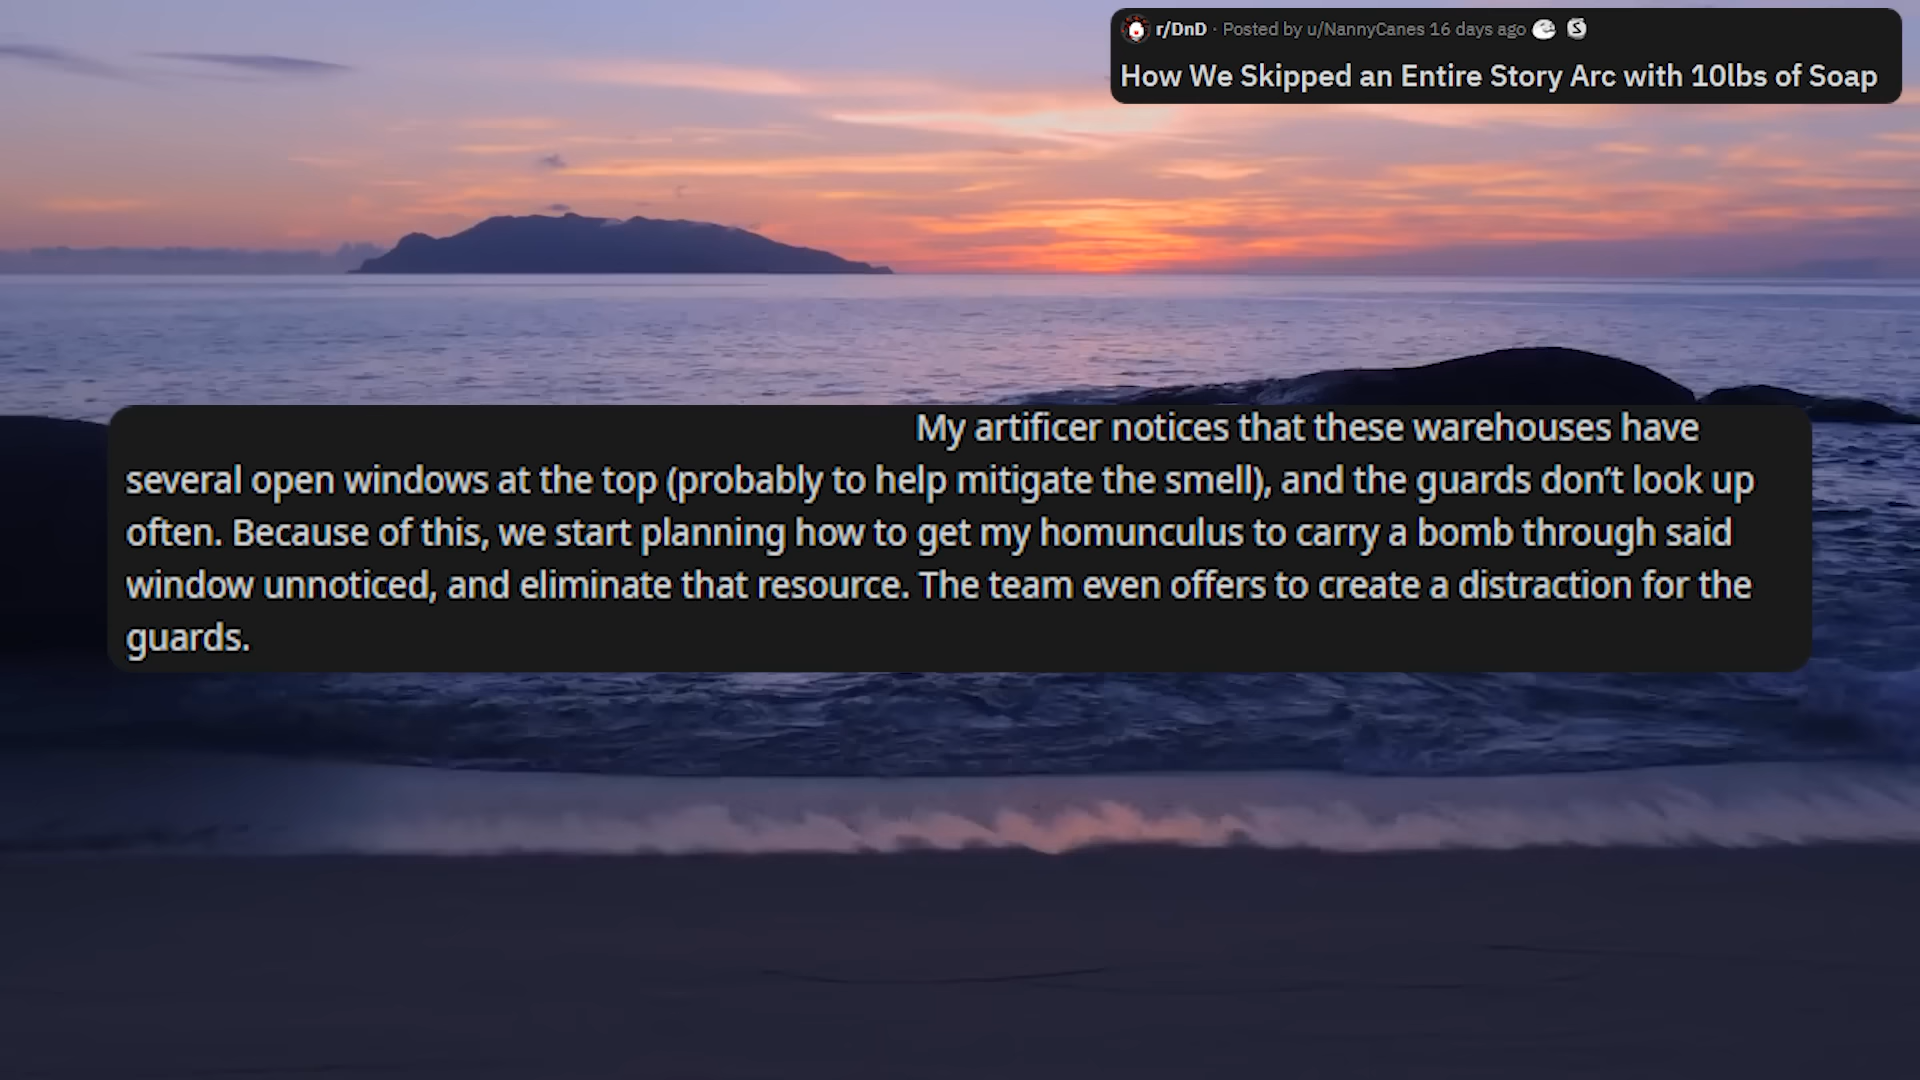 r/DnD · Posted by u/NannyCanes 16 days ago
How We Skipped an Entire Story Arc with 10lbs of Soap
My artificer notices that these warehouses have
several open windows at the top (probably to help mitigate the smell), and the guards don’t look up
often. Because of this, we start planning how to get my homunculus to carry a bomb through said
window unnoticed, and eliminate that resource. The team even offers to create a distraction for the
guards.